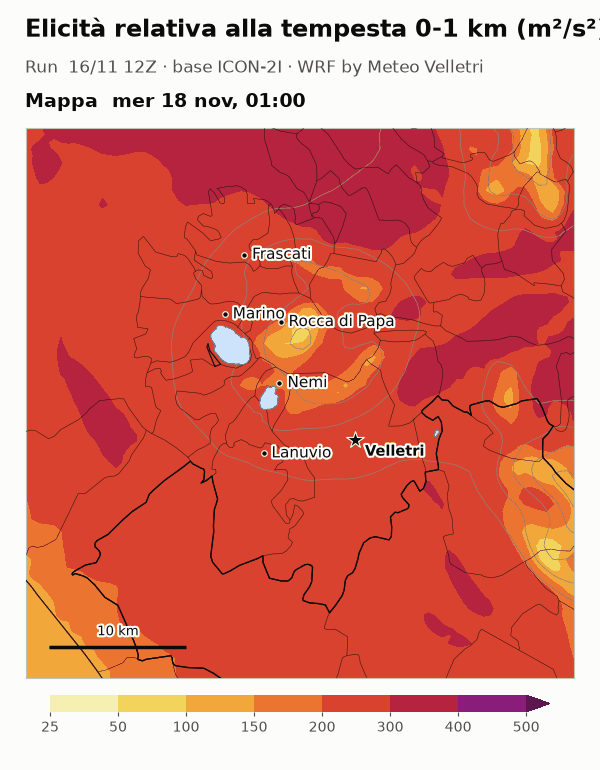 Elicità relativa alla tempesta 0-1 km (m²/s²)
Run  16/11 12Z · base ICON-2I · WRF by Meteo Velletri
Mappa  mer 18 nov, 01:00
Frascati
Marino
Rocca di Papa
Nemi
Velletri
Lanuvio
10 km
25 50 100 150 200 300 400 500